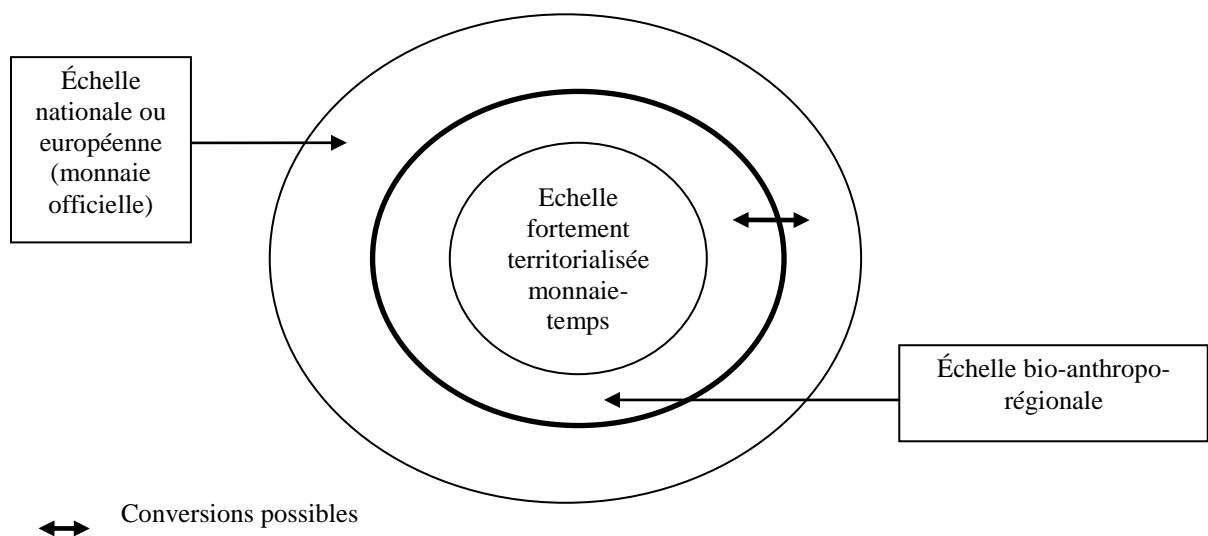 Échelle
nationale ou
européenne
(monnaie
officielle)
Echelle
fortement
territorialisée
monnaie-
temps
Échelle bio-anthropo-
régionale
Conversions possibles